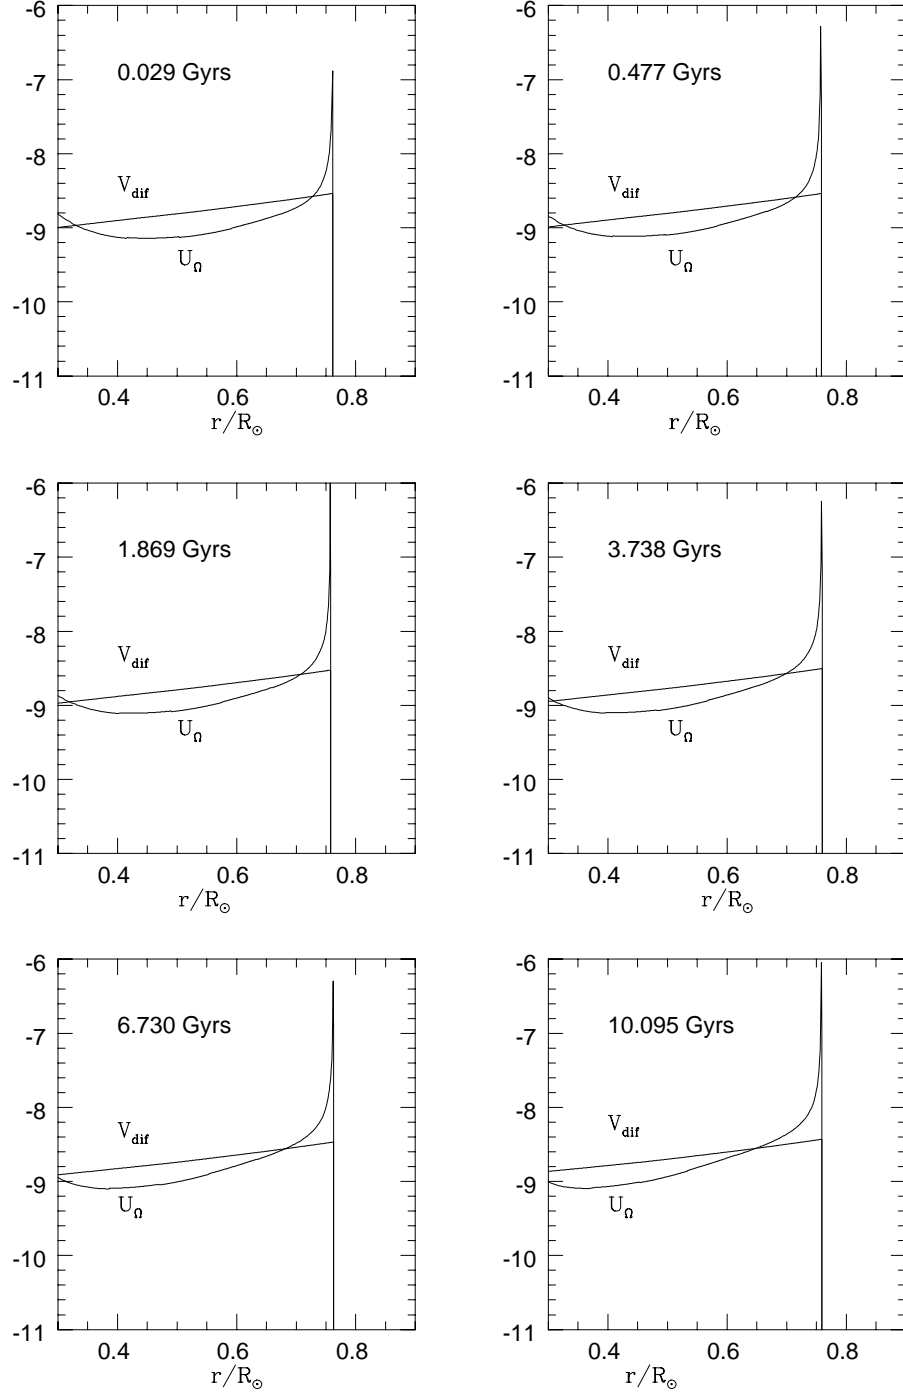 -6 -6
0.029 Gyrs 0.477 Gyrs
-7 -7
-8 -8
V_dif V_dif
-9 -9
U_Ω U_Ω
-10 -10
-11 -11
0.4 0.6 0.8 0.4 0.6 0.8
r/R_⊙ r/R_⊙
-6 -6
1.869 Gyrs 3.738 Gyrs
-7 -7
-8 -8
V_dif V_dif
-9 -9
U_Ω U_Ω
-10 -10
-11 -11
0.4 0.6 0.8 0.4 0.6 0.8
r/R_⊙ r/R_⊙
-6 -6
6.730 Gyrs 10.095 Gyrs
-7 -7
-8 -8
V_dif V_dif
-9 -9
U_Ω U_Ω
-10 -10
-11 -11
0.4 0.6 0.8 0.4 0.6 0.8
r/R_⊙ r/R_⊙